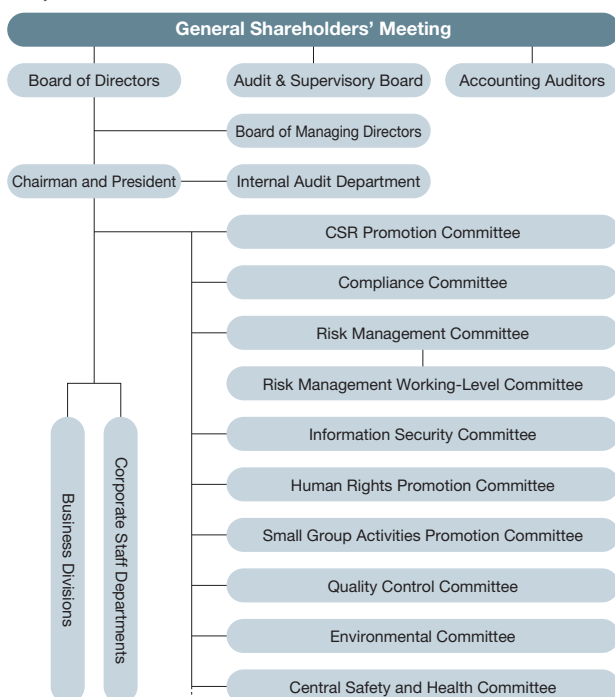 General Shareholders' Meeting
Board of Directors
Audit & Supervisory Board
Accounting Auditors
Board of Managing Directors
Chairman and President
Internal Audit Department
CSR Promotion Committee
Compliance Committee
Risk Management Committee
Risk Management Working-Level Committee
Information Security Committee
Human Rights Promotion Committee
Small Group Activities Promotion Committee
Quality Control Committee
Environmental Committee
Central Safety and Health Committee
Business Divisions
Corporate Staff Departments